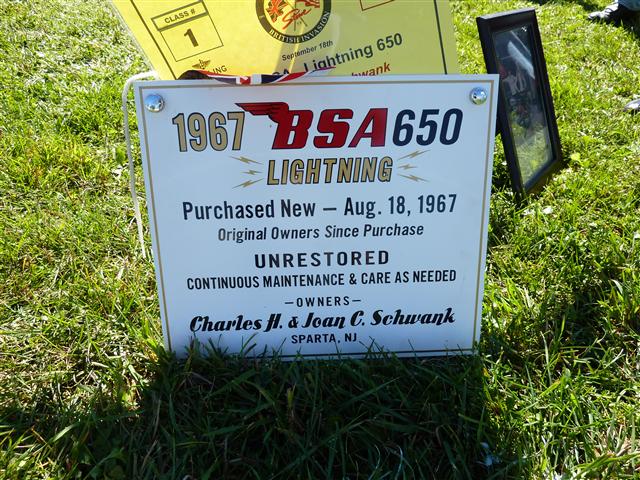 CLASS #
1
BRITISH INVASION
September 18th
Lightning 650
1967 BSA 650
LIGHTNING
Purchased New — Aug. 18, 1967
Original Owners Since Purchase
UNRESTORED
CONTINUOUS MAINTENANCE & CARE AS NEEDED
—OWNERS—
Charles H. & Joan C. Schwank
SPARTA, NJ